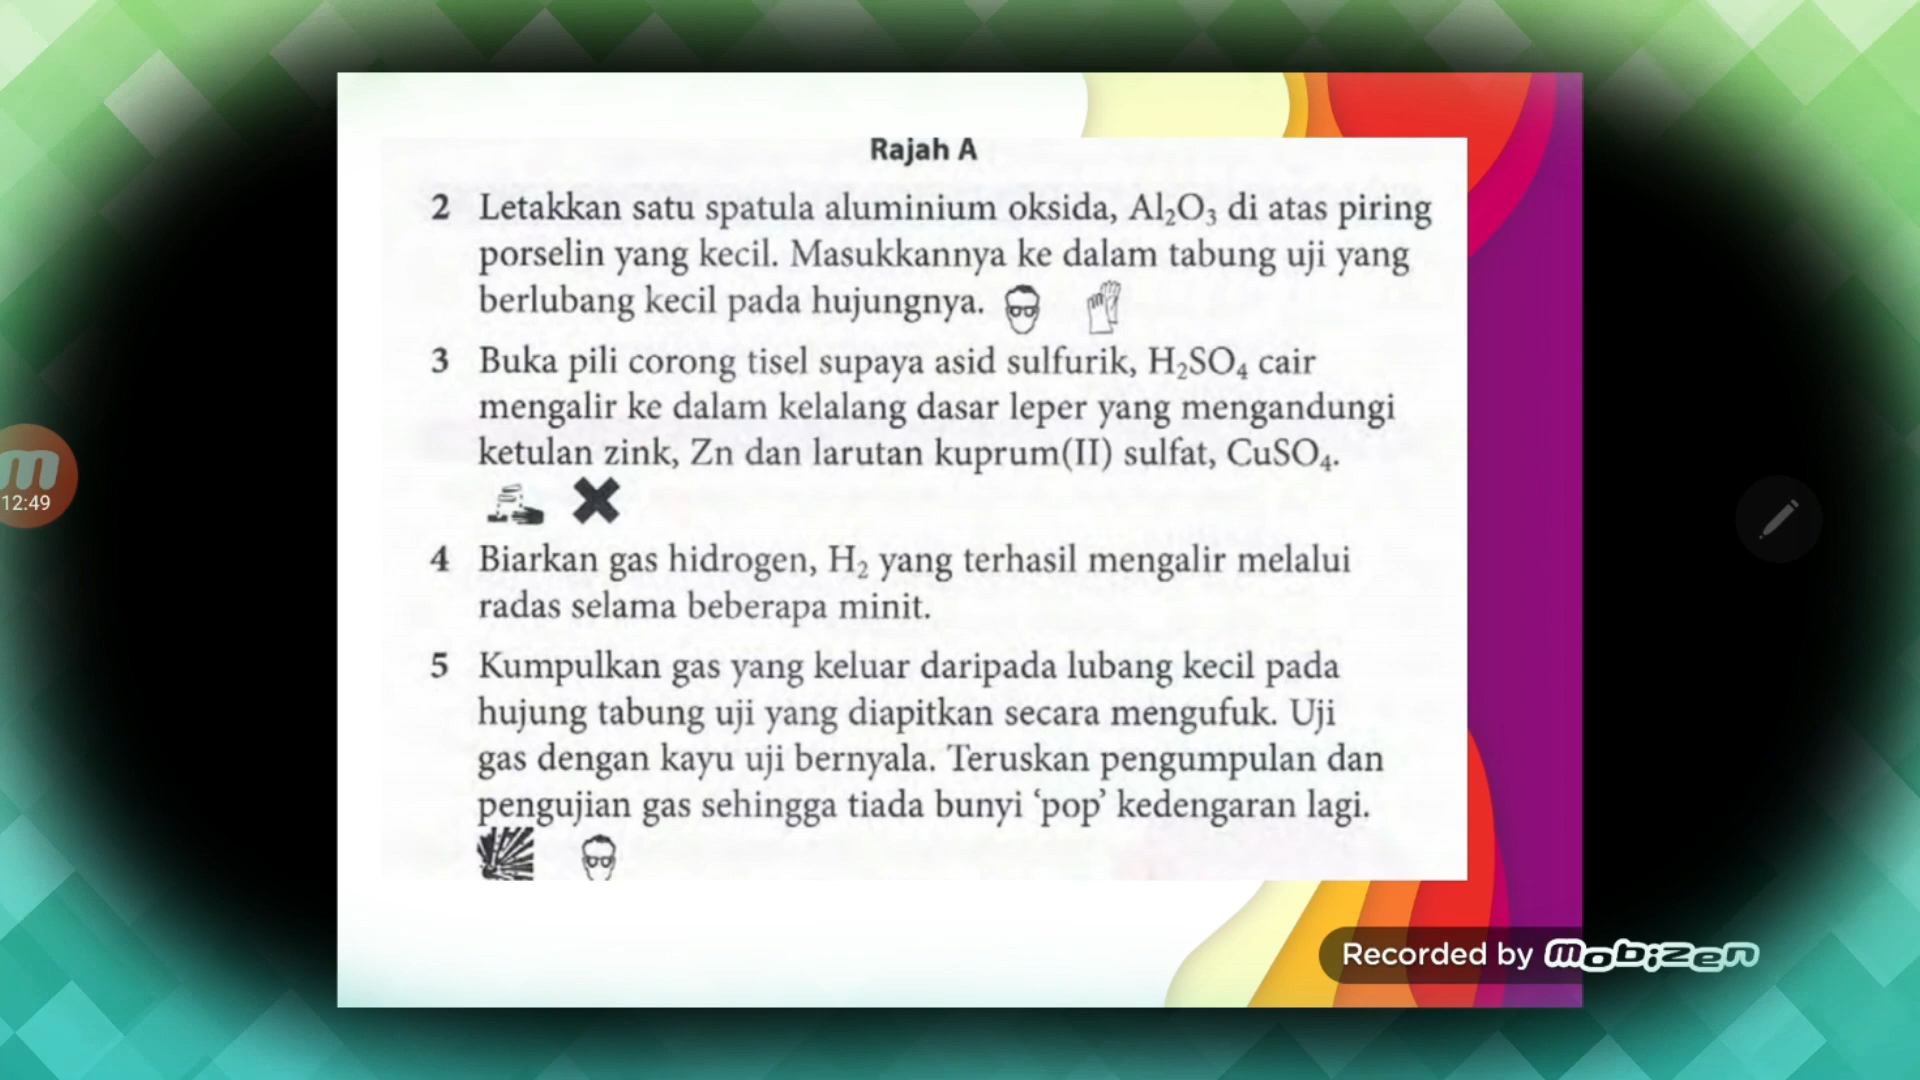 Rajah A
2 Letakkan satu spatula aluminium oksida, Al₂O₃ di atas piring
porselin yang kecil. Masukkannya ke dalam tabung uji yang
berlubang kecil pada hujungnya.
3 Buka pili corong tisel supaya asid sulfurik, H₂SO₄ cair
mengalir ke dalam kelalang dasar leper yang mengandungi
ketulan zink, Zn dan larutan kuprum(II) sulfat, CuSO₄.
4 Biarkan gas hidrogen, H₂ yang terhasil mengalir melalui
radas selama beberapa minit.
5 Kumpulkan gas yang keluar daripada lubang kecil pada
hujung tabung uji yang diapitkan secara mengufuk. Uji
gas dengan kayu uji bernyala. Teruskan pengumpulan dan
pengujian gas sehingga tiada bunyi ‘pop’ kedengaran lagi.
m
12:49
Recorded by mobizen